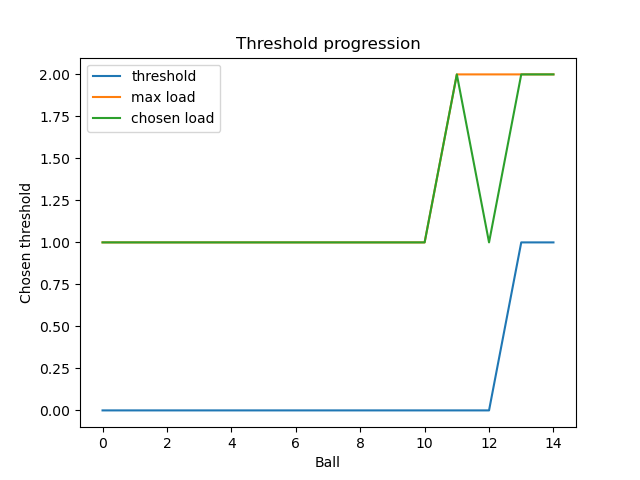 Threshold progression
threshold
max load
chosen load
2.00
1.75
1.50
1.25
1.00
0.75
0.50
0.25
0.00
Chosen threshold
0 2 4 6 8 10 12 14
Ball